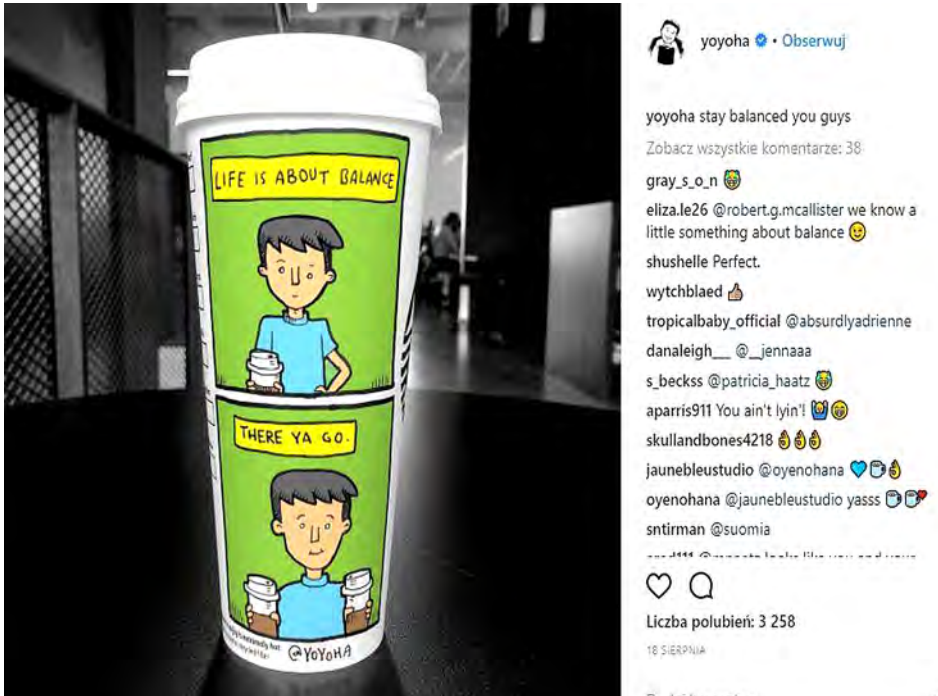 LIFE IS ABOUT BALANCE
THERE YA GO.
@YOYOHA
yoyoha • Obserwuj
yoyoha stay balanced you guys
Zobacz wszystkie komentarze: 38
gray_s_o_n 😹
eliza.le26 @robert.g.mcallister we know a
little something about balance 😉
shushelle Perfect.
wytchblaed 👍🏼
tropicalbaby_official @absurdlyadrienne
danaleigh__ @__jennaaa
s_beckss @patricia_haatz 😹
aparris911 You ain't lyin'! 🙌😁
skullandbones4218 👌👌👌
jaunebleustudio @oyenohana 💙☕👌
oyenohana @jaunebleustudio yasss ☕☕❤
sntirman @suomia
Liczba polubień: 3 258
18 SIERPNIA